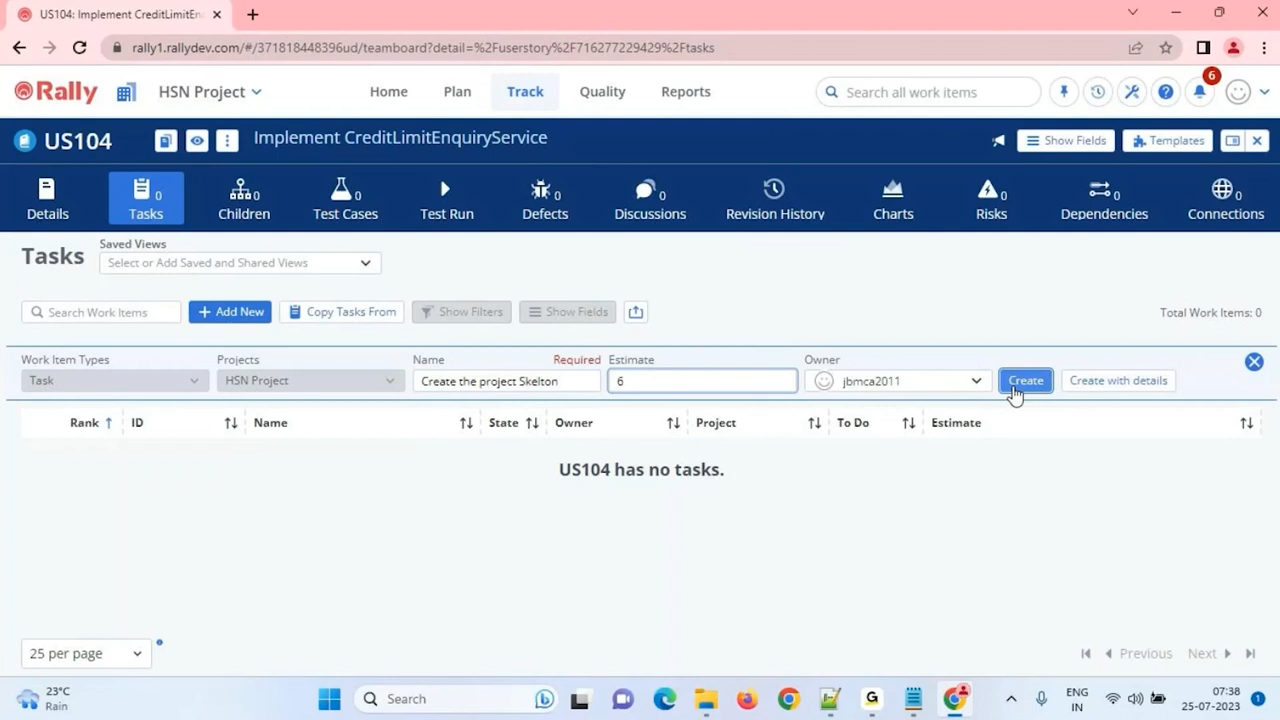 US104: Implement CreditLimitEn
rally1.rallydev.com/#/371818448396ud/teamboard?detail=%2Fuserstory%2F716277229429%2Ftasks
Rally HSN Project Home Plan Track Quality Reports Search all work items 6
US104 Implement CreditLimitEnquiryService Show Fields Templates
0 0 0 0 0 0 0 0
Details Tasks Children Test Cases Test Run Defects Discussions Revision History Charts Risks Dependencies Connections
Tasks
Saved Views
Select or Add Saved and Shared Views
Search Work Items + Add New Copy Tasks From Show Filters Show Fields Total Work Items: 0
Work Item Types Projects Name Required Estimate Owner
Task HSN Project Create the project Skelton 6 jbmca2011 Create Create with details
Rank ID Name State Owner Project To Do Estimate
US104 has no tasks.
25 per page Previous Next
23°C
Rain
Search
G
ENG
IN
07:38
25-07-2023
1